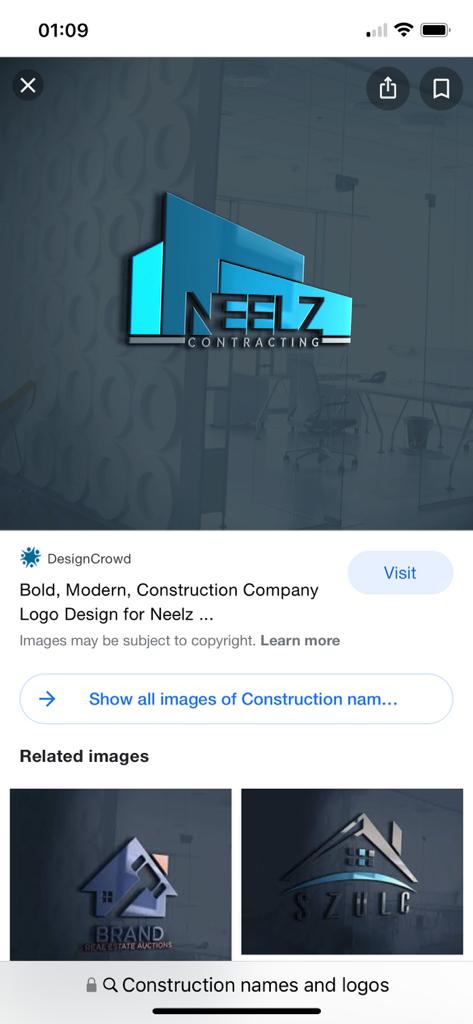 01:09
NEELZ
CONTRACTING
DesignCrowd
Visit
Bold, Modern, Construction Company
Logo Design for Neelz ...
Images may be subject to copyright. Learn more
Show all images of Construction nam...
Related images
BRAND
REAL ESTATE AUCTIONS
SZULC
Construction names and logos